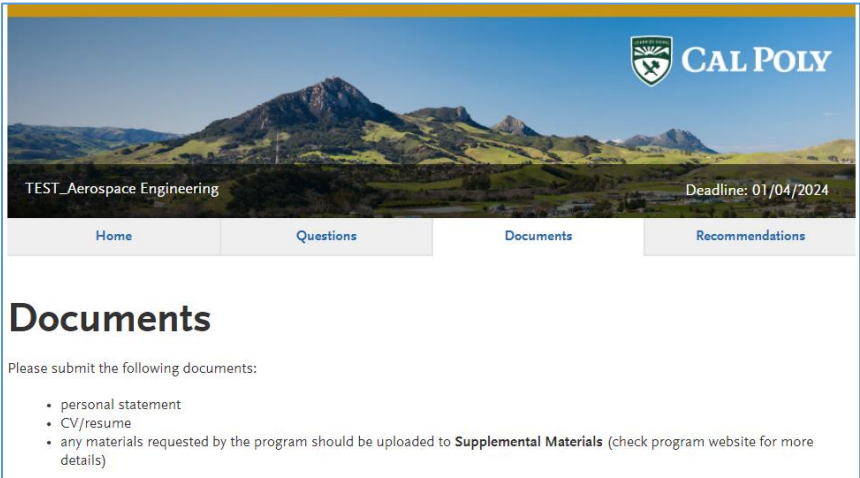 CAL POLY
TEST_Aerospace Engineering
Deadline: 01/04/2024
Home
Questions
Documents
Recommendations
Documents
Please submit the following documents:
• personal statement
• CV/resume
• any materials requested by the program should be uploaded to Supplemental Materials (check program website for more
details)